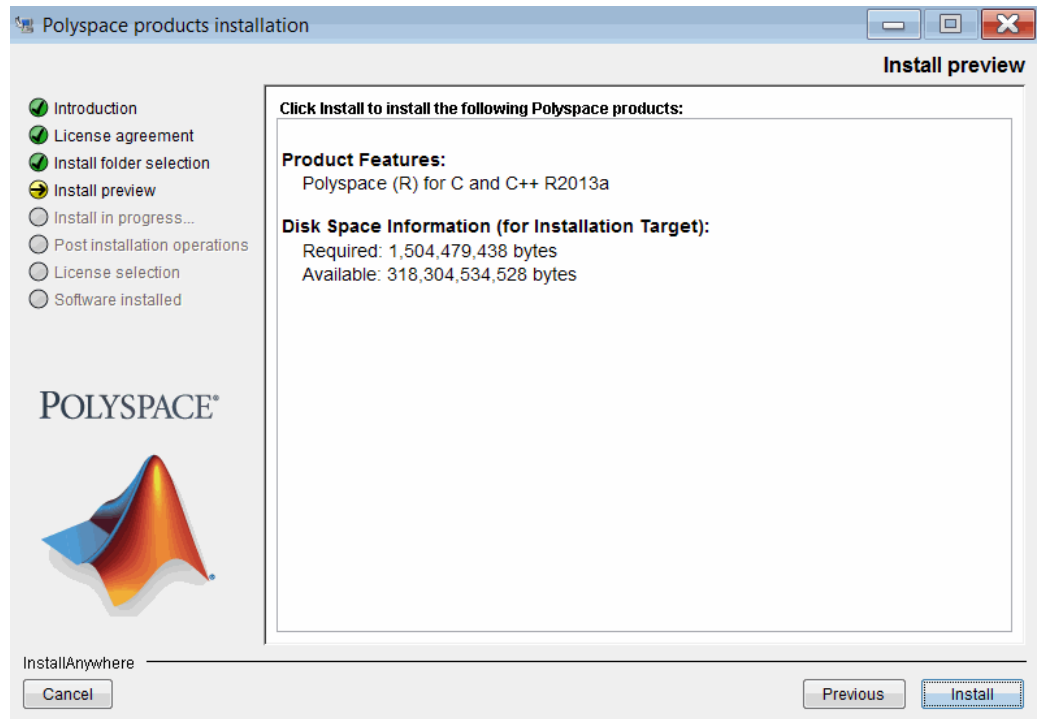 Polyspace products installation
Install preview
Introduction
License agreement
Install folder selection
Install preview
Install in progress...
Post installation operations
License selection
Software installed
POLYSPACE®
Click Install to install the following Polyspace products:
Product Features:
Polyspace (R) for C and C++ R2013a
Disk Space Information (for Installation Target):
Required: 1,504,479,438 bytes
Available: 318,304,534,528 bytes
InstallAnywhere
Cancel
Previous
Install